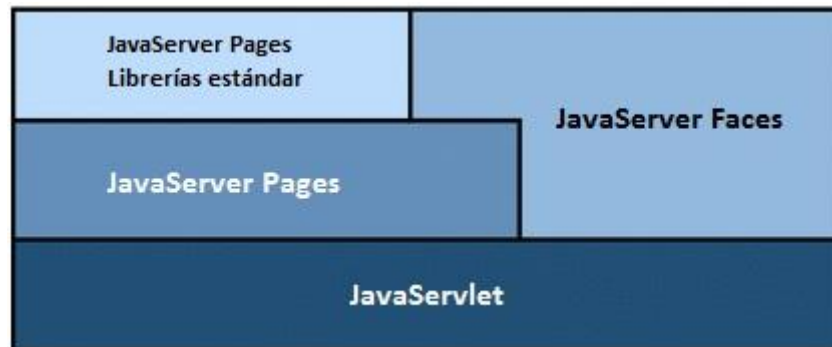 JavaServer Pages
Librerías estándar
JavaServer Faces
JavaServer Pages
JavaServlet